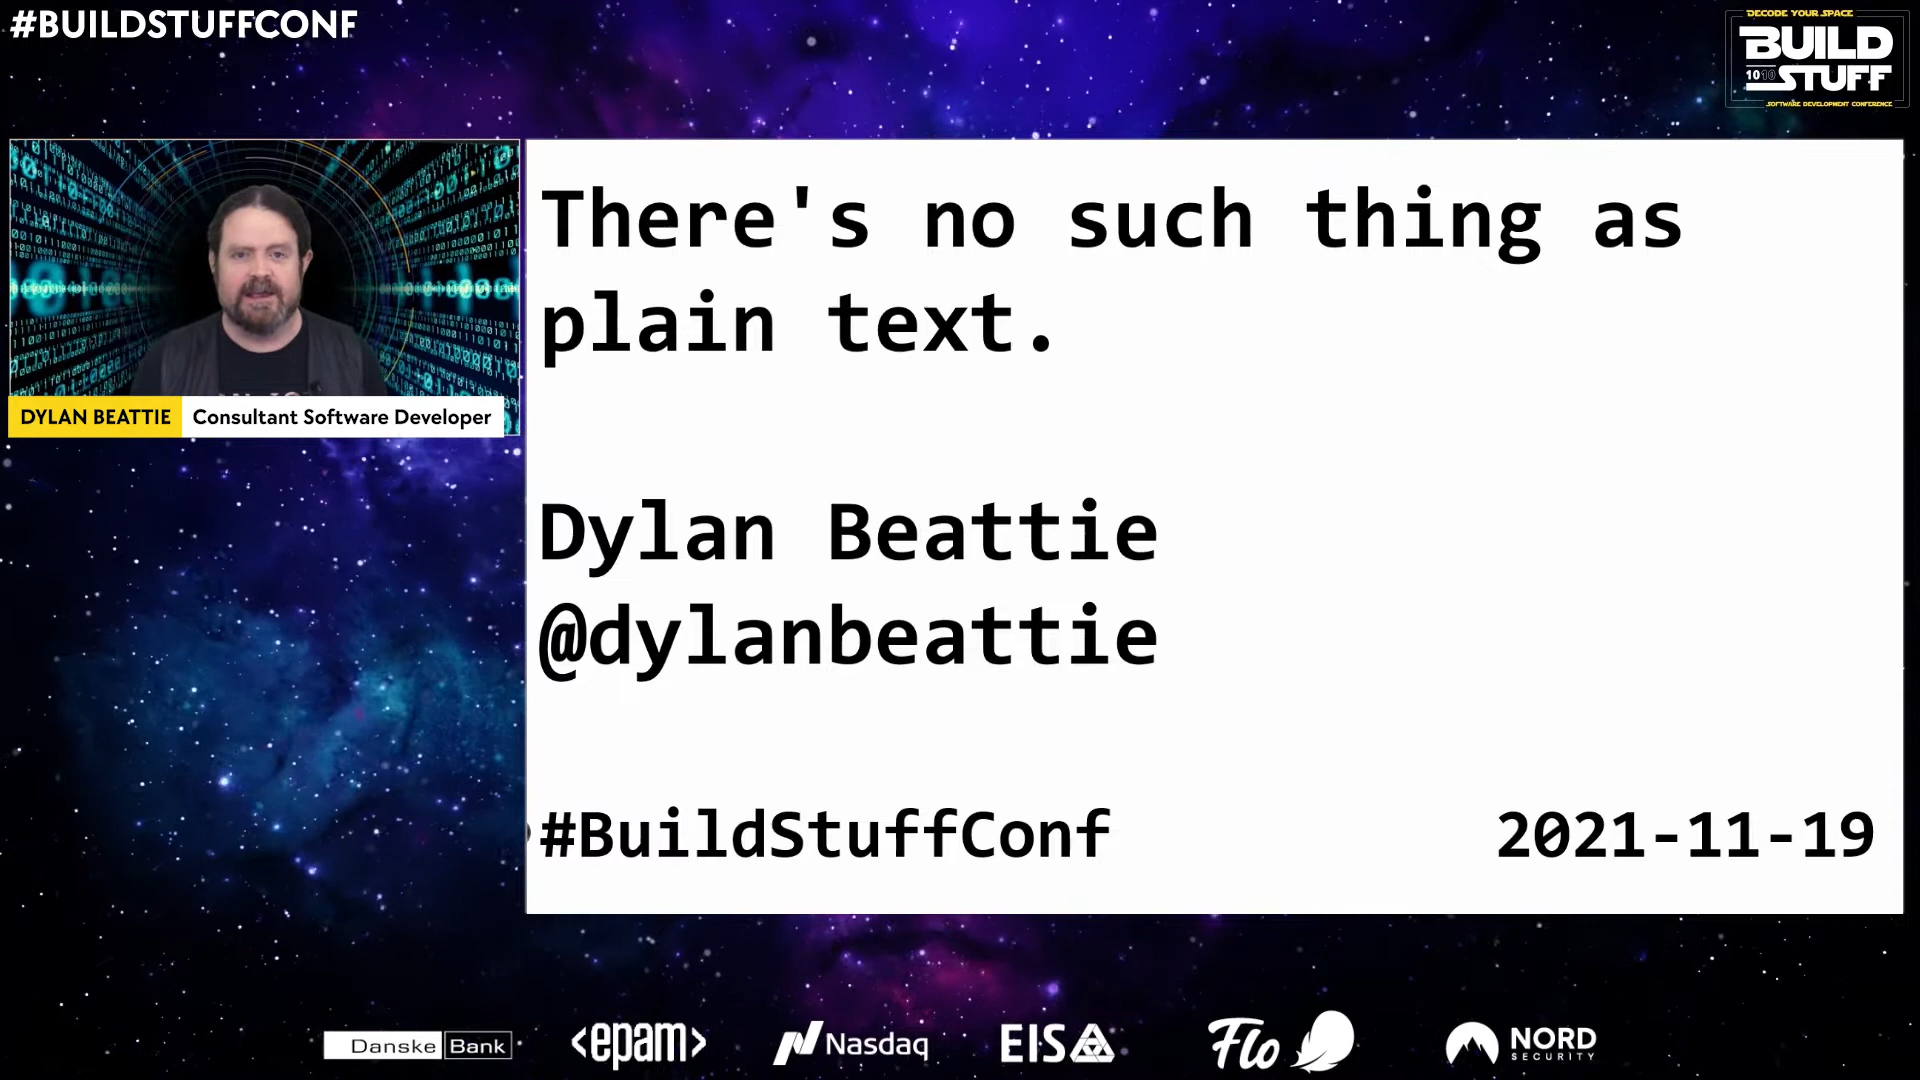 #BUILDSTUFFCONF
DECODE YOUR SPACE
BUILD
1010 STUFF
SOFTWARE DEVELOPMENT CONFERENCE
There's no such thing as
plain text.
DYLAN BEATTIE Consultant Software Developer
Dylan Beattie
@dylanbeattie
#BuildStuffConf 2021-11-19
Danske Bank <epam> Nasdaq EIS Flo NORD
SECURITY